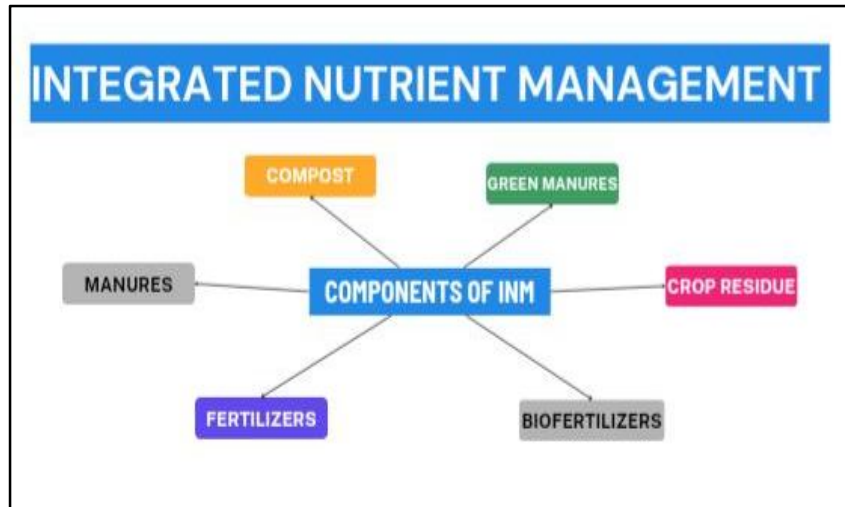 INTEGRATED NUTRIENT MANAGEMENT
COMPOST
GREEN MANURES
MANURES
COMPONENTS OF INM
CROP RESIDUE
FERTILIZERS
BIOFERTILIZERS